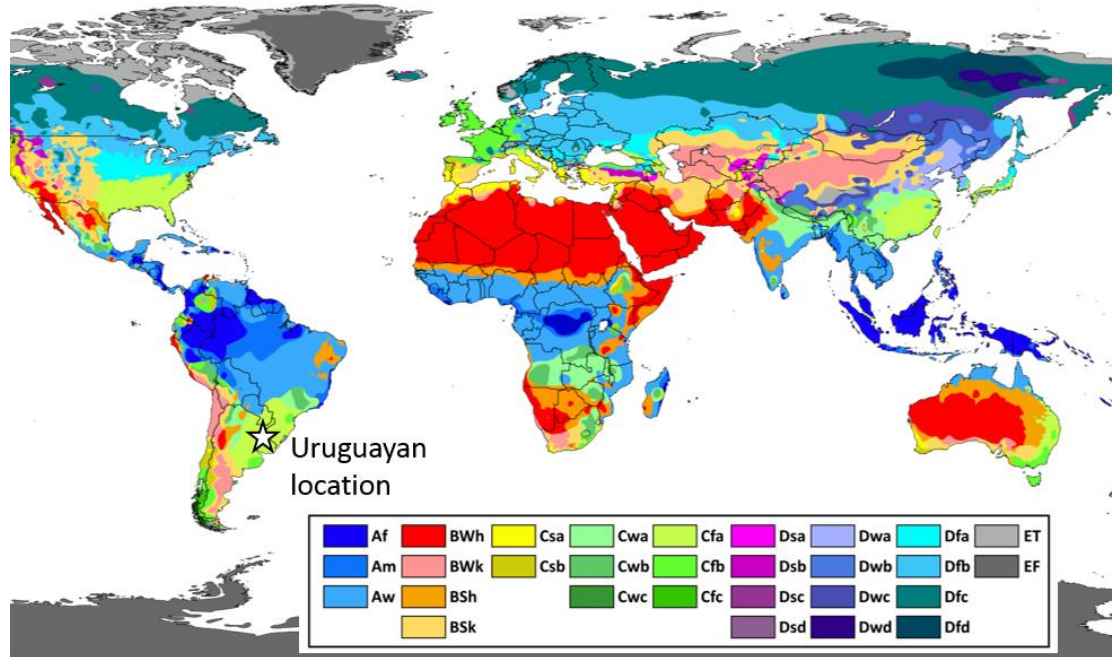 Uruguayan
location
Af BWh Csa Cwa Cfa Dsa Dwa Dfa ET
Am BWk Csb Cwb Cfb Dsb Dwb Dfb EF
Aw BSh Cwc Cfc Dsc Dwc Dfc
BSk Dsd Dwd Dfd